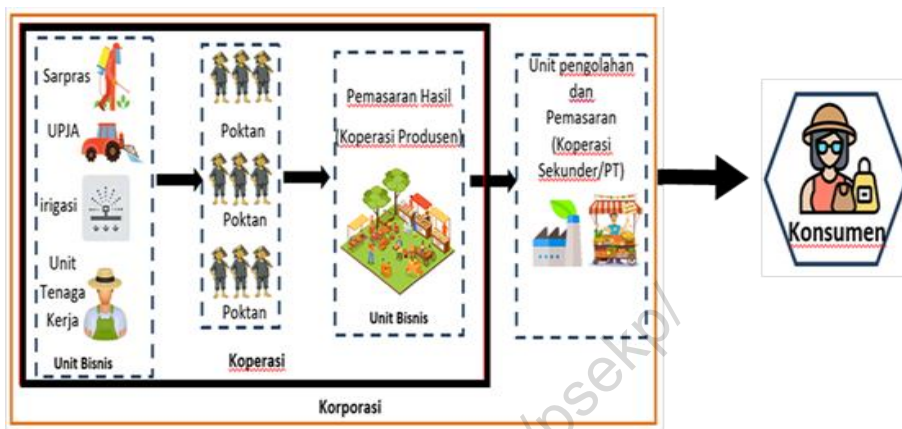 Sarpras
UPJA
irigasi
Unit
Tenaga
Kerja
Unit Bisnis
Poktan
Poktan
Poktan
Koperasi
Pemasaran Hasil
(Koperasi Produsen)
Unit Bisnis
Unit pengolahan
dan
Pemasaran
(Koperasi
Sekunder/PT)
Korporasi
Konsumen
/psekp/